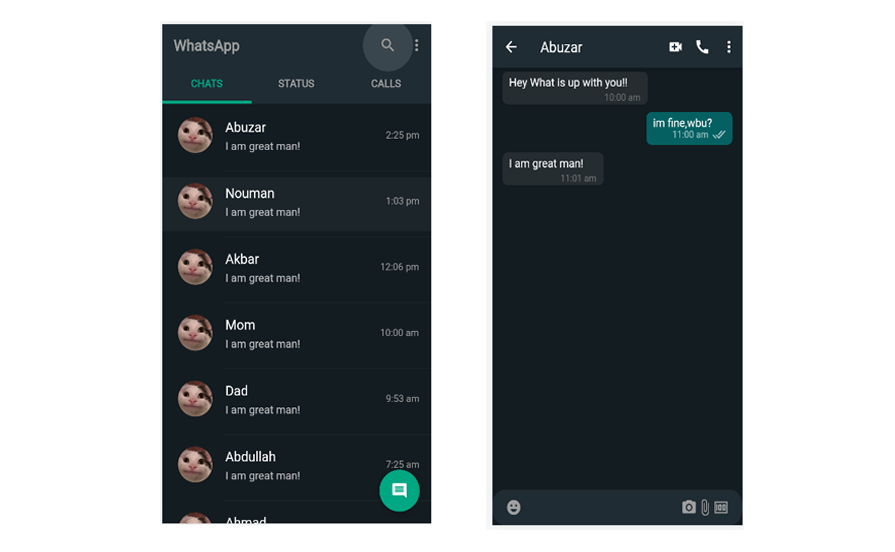 WhatsApp
CHATS STATUS CALLS
Abuzar
I am great man!
2:25 pm
Nouman
I am great man!
1:03 pm
Akbar
I am great man!
12:06 pm
Mom
I am great man!
10:00 am
Dad
I am great man!
9:53 am
Abdullah
I am great man!
7:25 am
Ahmad
Abuzar
Hey What is up with you!!
10:00 am
im fine,wbu?
11:00 am
I am great man!
11:01 am